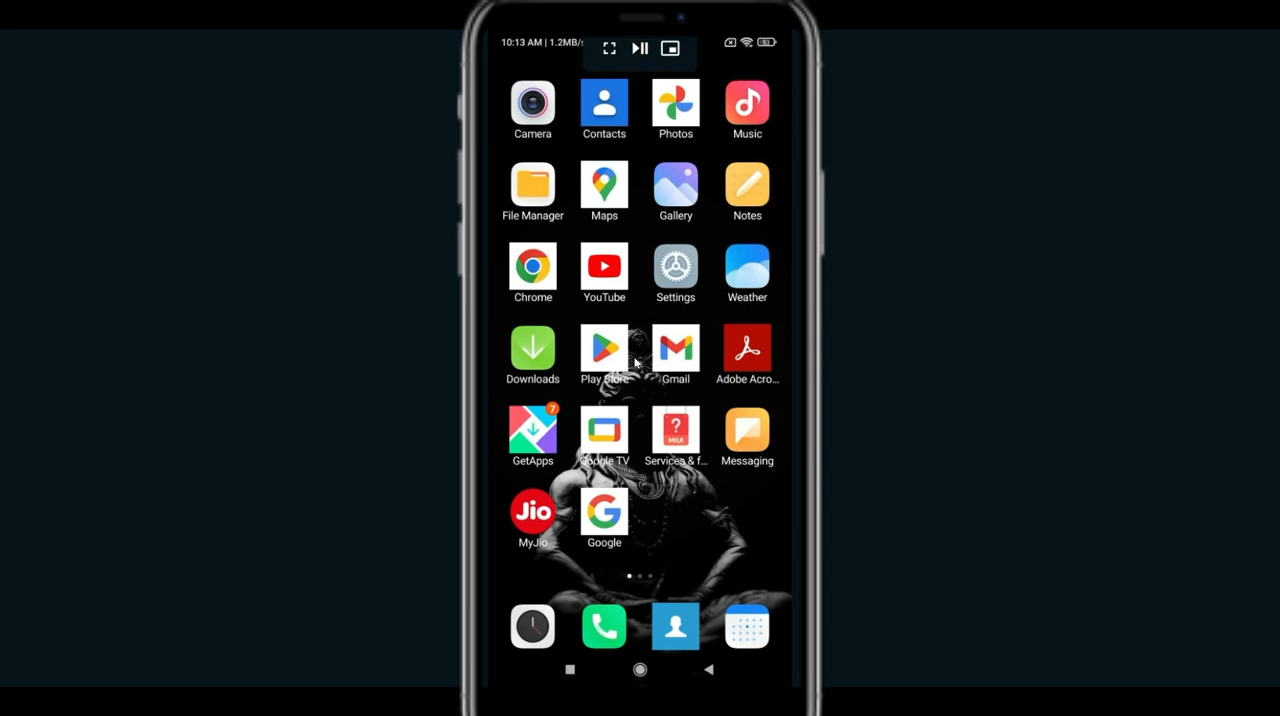 10:13 AM | 1.2MB/s
53
Camera
Contacts
Photos
Music
File Manager
Maps
Gallery
Notes
Chrome
YouTube
Settings
Weather
Downloads
Play Store
Gmail
Adobe Acro...
7
?
MIUI
GetApps
Google TV
Services & f...
Messaging
Jio
G
MyJio
Google